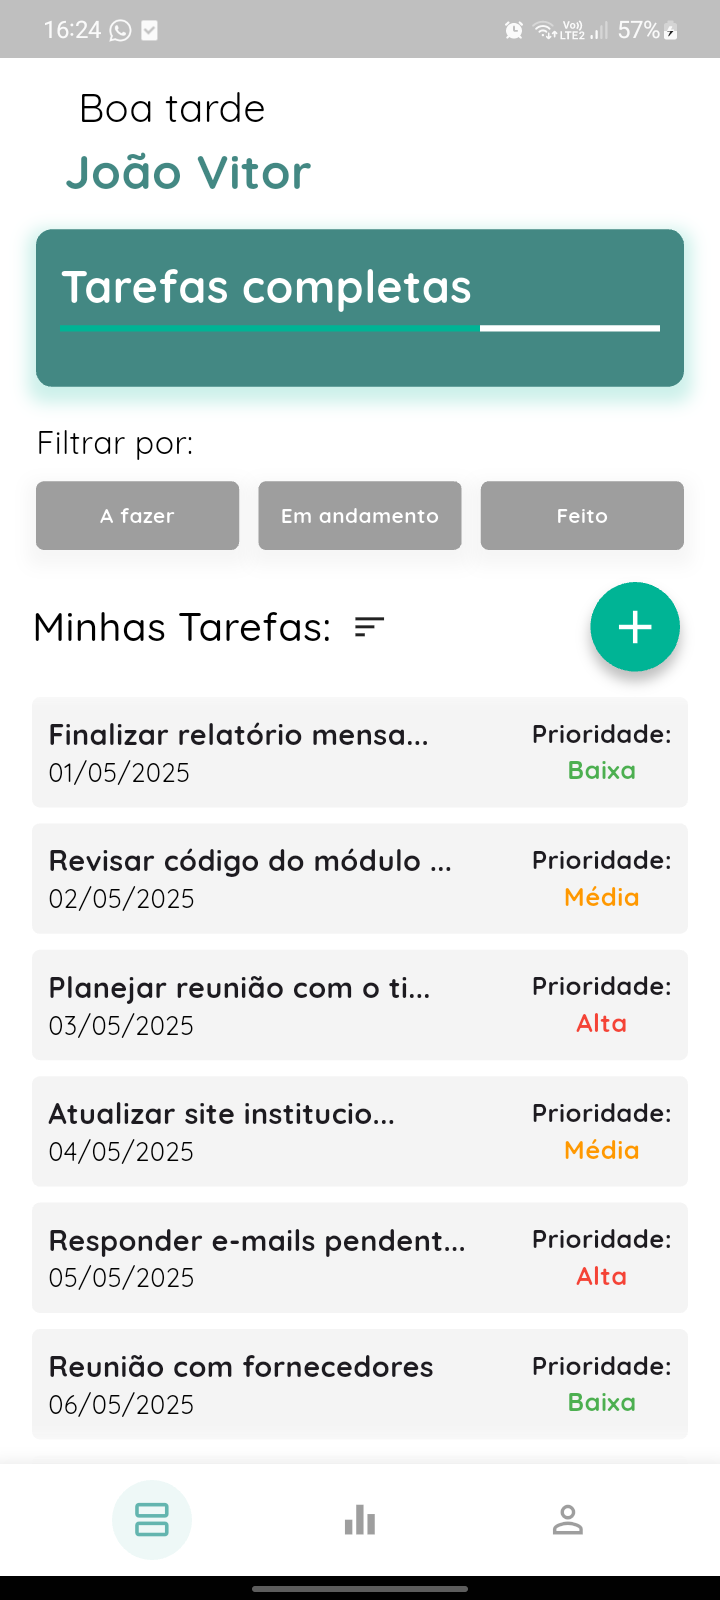 16:24
Vo))
LTE2
57%
Boa tarde
João Vitor
Tarefas completas
Filtrar por:
A fazer
Em andamento
Feito
Minhas Tarefas:
Finalizar relatório mensa...
01/05/2025
Prioridade:
Baixa
Revisar código do módulo ...
02/05/2025
Prioridade:
Média
Planejar reunião com o ti...
03/05/2025
Prioridade:
Alta
Atualizar site institucio...
04/05/2025
Prioridade:
Média
Responder e-mails pendent...
05/05/2025
Prioridade:
Alta
Reunião com fornecedores
06/05/2025
Prioridade:
Baixa